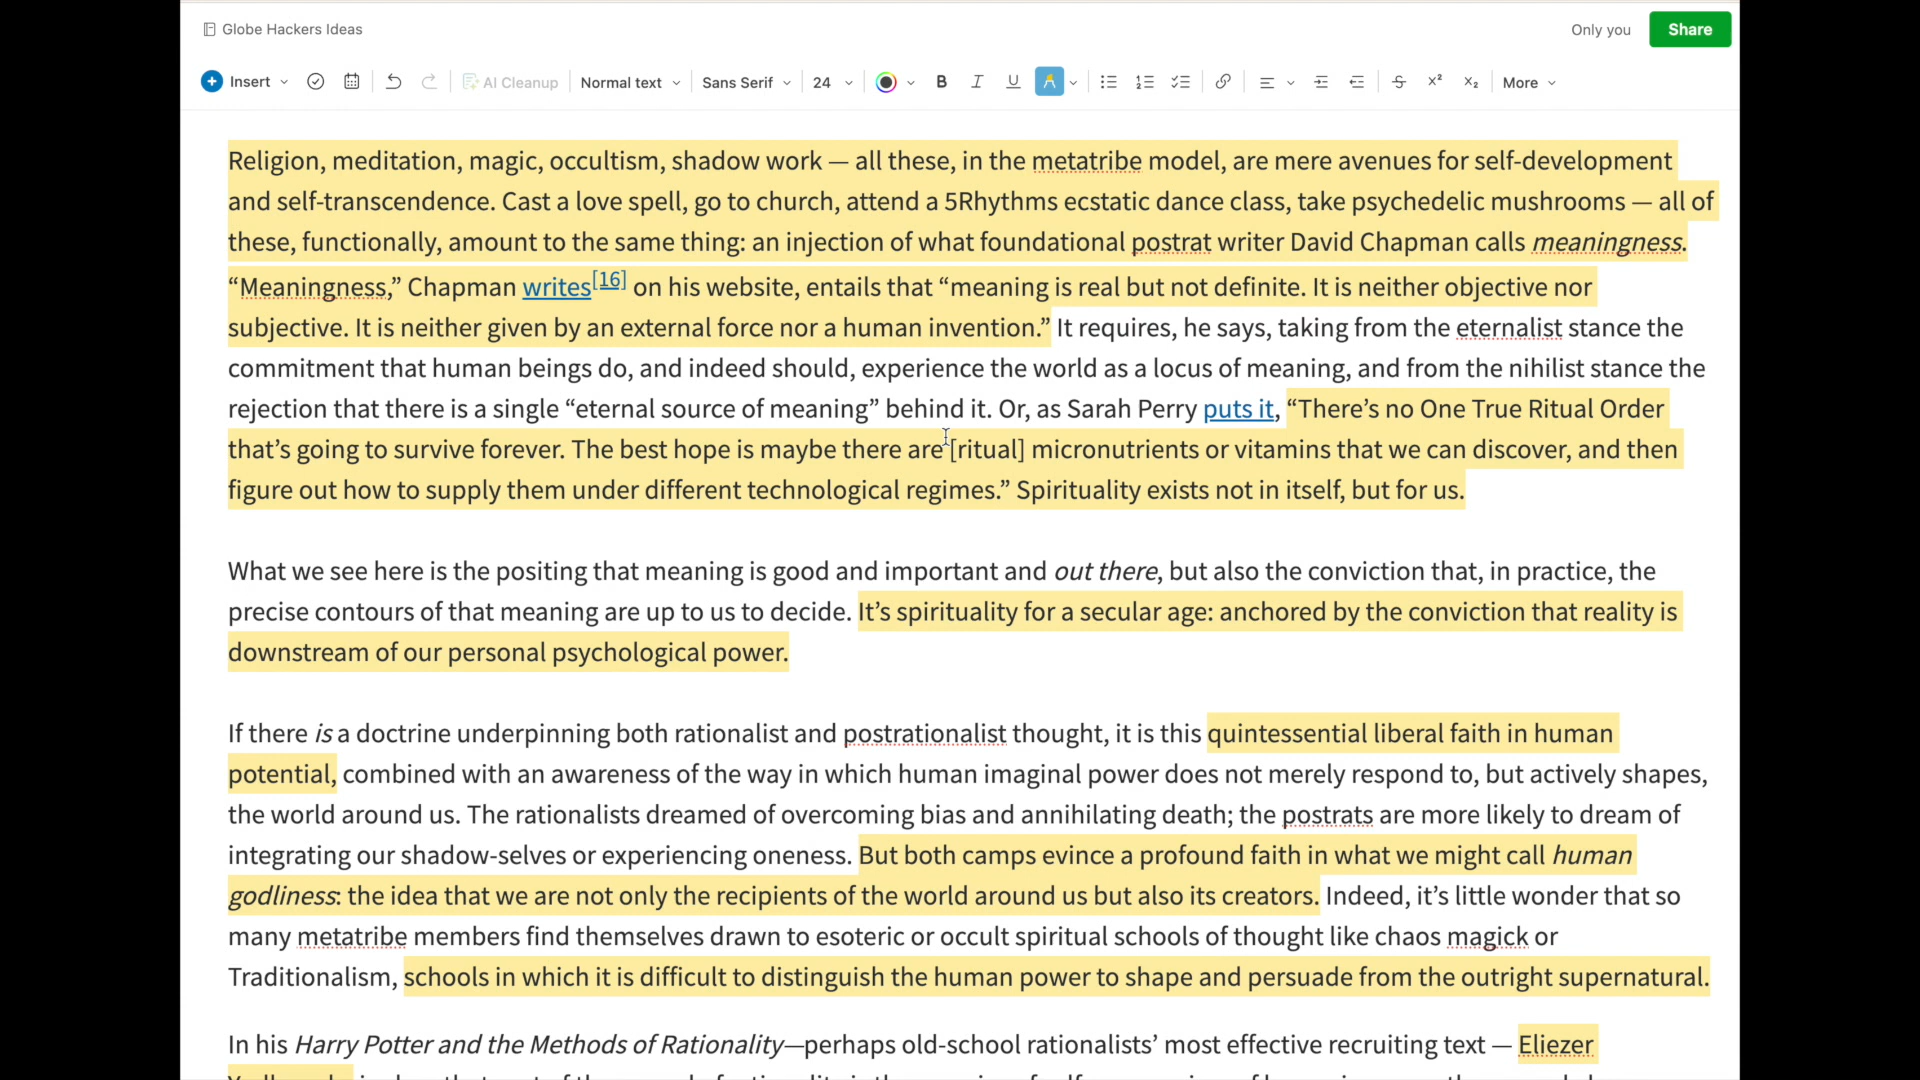 Globe Hackers Ideas
Only you
Share
Insert
AI Cleanup
Normal text
Sans Serif
24
B
I
U
A
S
X²
X₂
More
Religion, meditation, magic, occultism, shadow work — all these, in the metatribe model, are mere avenues for self-development
and self-transcendence. Cast a love spell, go to church, attend a 5Rhythms ecstatic dance class, take psychedelic mushrooms — all of
these, functionally, amount to the same thing: an injection of what foundational postrat writer David Chapman calls meaningness.
“Meaningness,” Chapman writes[16] on his website, entails that “meaning is real but not definite. It is neither objective nor
subjective. It is neither given by an external force nor a human invention.” It requires, he says, taking from the eternalist stance the
commitment that human beings do, and indeed should, experience the world as a locus of meaning, and from the nihilist stance the
rejection that there is a single “eternal source of meaning” behind it. Or, as Sarah Perry puts it, “There’s no One True Ritual Order
that’s going to survive forever. The best hope is maybe there are [ritual] micronutrients or vitamins that we can discover, and then
figure out how to supply them under different technological regimes.” Spirituality exists not in itself, but for us.
What we see here is the positing that meaning is good and important and out there, but also the conviction that, in practice, the
precise contours of that meaning are up to us to decide. It’s spirituality for a secular age: anchored by the conviction that reality is
downstream of our personal psychological power.
If there is a doctrine underpinning both rationalist and postrationalist thought, it is this quintessential liberal faith in human
potential, combined with an awareness of the way in which human imaginal power does not merely respond to, but actively shapes,
the world around us. The rationalists dreamed of overcoming bias and annihilating death; the postrats are more likely to dream of
integrating our shadow-selves or experiencing oneness. But both camps evince a profound faith in what we might call human
godliness: the idea that we are not only the recipients of the world around us but also its creators. Indeed, it’s little wonder that so
many metatribe members find themselves drawn to esoteric or occult spiritual schools of thought like chaos magick or
Traditionalism, schools in which it is difficult to distinguish the human power to shape and persuade from the outright supernatural.
In his Harry Potter and the Methods of Rationality—perhaps old-school rationalists’ most effective recruiting text — Eliezer